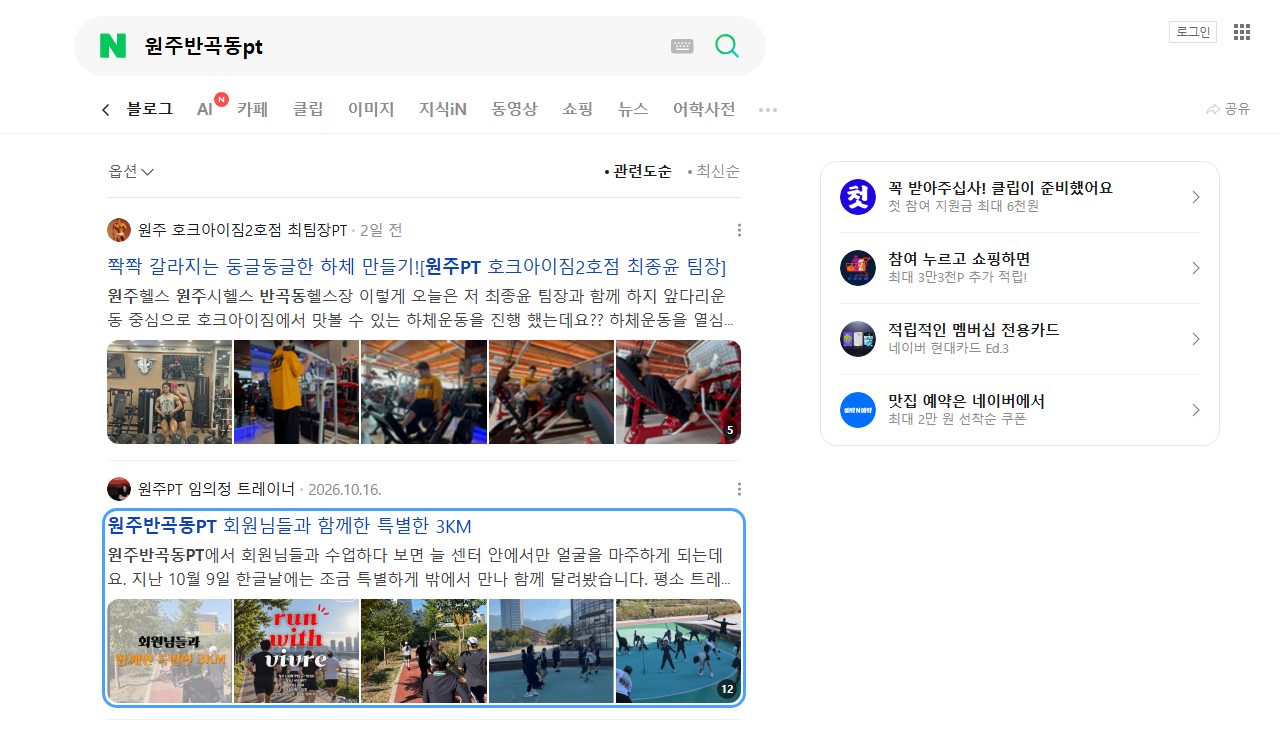 원주반곡동pt
로그인
블로그 AI N 카페 클립 이미지 지식iN 동영상 쇼핑 뉴스 어학사전
공유
옵션
• 관련도순 • 최신순
원주 호크아이짐2호점 최팀장PT · 2일 전
쫙쫙 갈라지는 둥글둥글한 하체 만들기![원주PT 호크아이짐2호점 최종윤 팀장]
원주헬스 원주시헬스 반곡동헬스장 이렇게 오늘은 저 최종윤 팀장과 함께 하지 앞다리운
동 중심으로 호크아이짐에서 맛볼 수 있는 하체운동을 진행 했는데요?? 하체운동을 열심...
5
원주PT 임의정 트레이너 · 2026.10.16.
원주반곡동PT 회원님들과 함께한 특별한 3KM
원주반곡동PT에서 회원님들과 수업하다 보면 늘 센터 안에서만 얼굴을 마주하게 되는데
요. 지난 10월 9일 한글날에는 조금 특별하게 밖에서 만나 함께 달려봤습니다. 평소 트레...
회원님들과
함께한 특별한 3KM
run
with
vivre
12
첫
꼭 받아주십사! 클립이 준비했어요
첫 참여 지원금 최대 6천원
참여 누르고 쇼핑하면
최대 3만3천P 추가 적립!
적립적인 멤버십 전용카드
네이버 현대카드 Ed.3
맛집 예약은 네이버에서
최대 2만 원 선착순 쿠폰